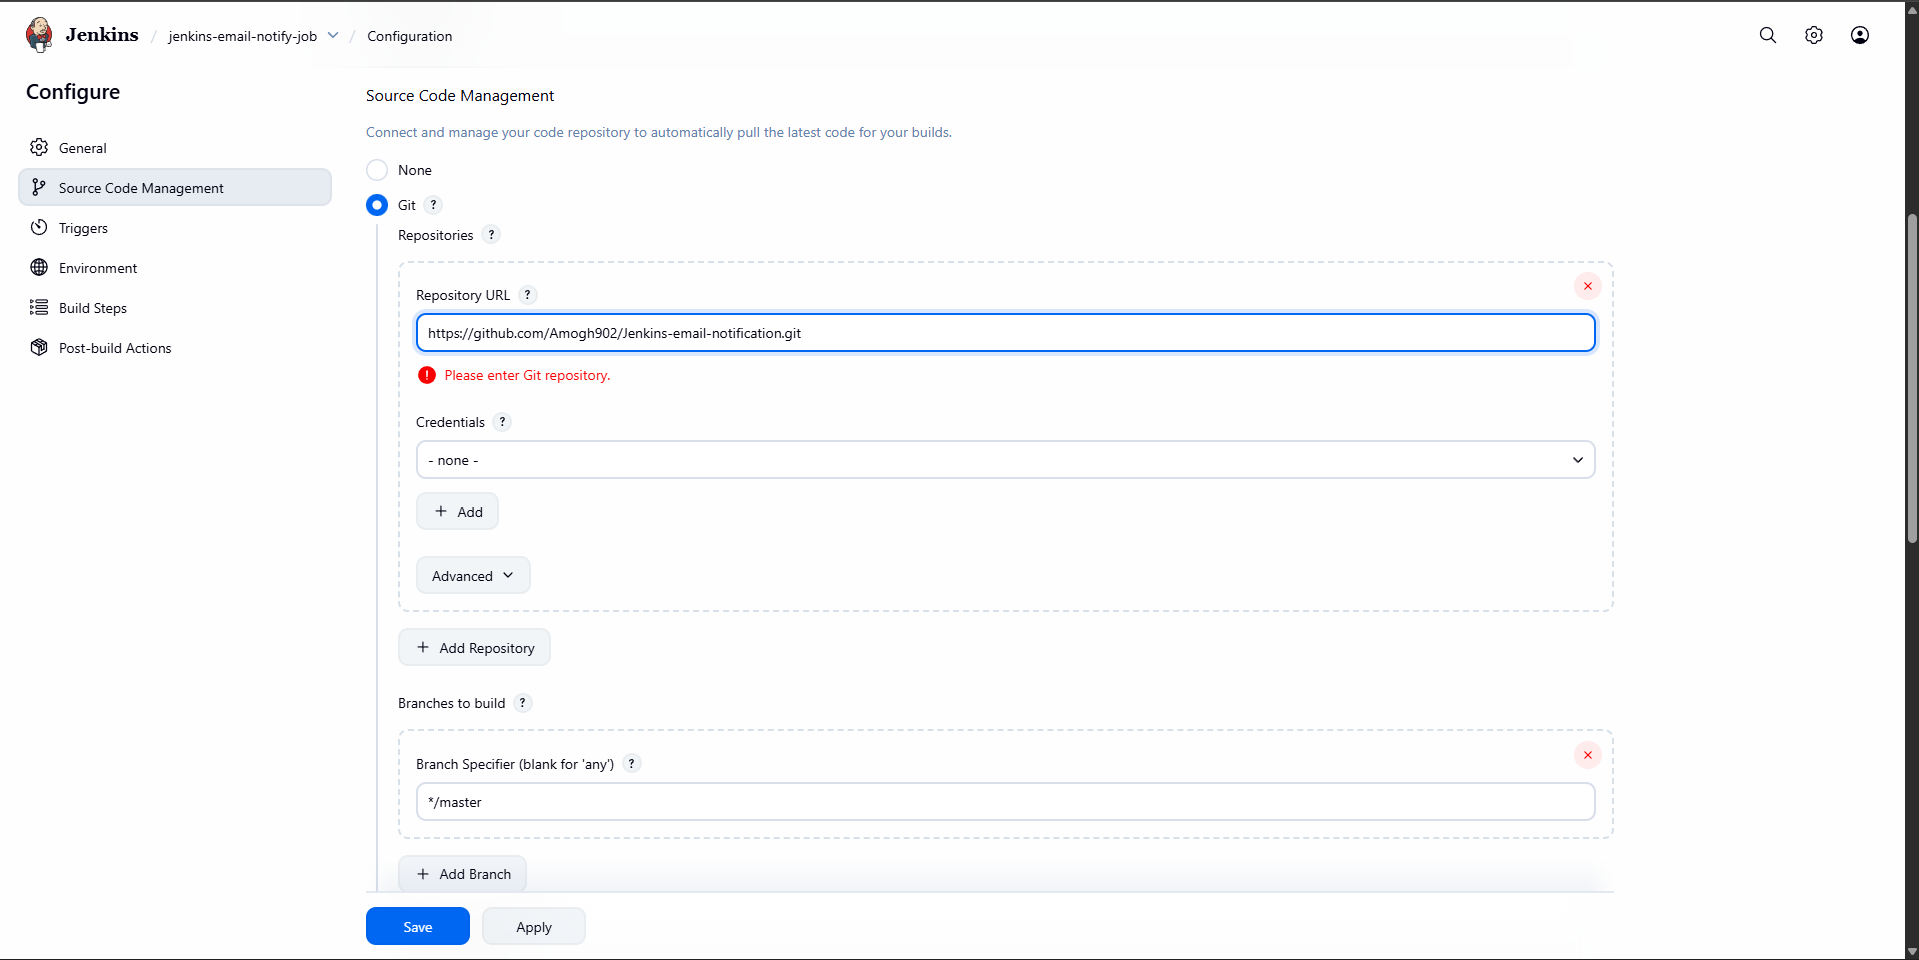 Jenkins / jenkins-email-notify-job / Configuration
Configure
General
Source Code Management
Triggers
Environment
Build Steps
Post-build Actions
Source Code Management
Connect and manage your code repository to automatically pull the latest code for your builds.
None
Git ?
Repositories ?
Repository URL ?
https://github.com/Amogh902/Jenkins-email-notification.git
Please enter Git repository.
Credentials ?
- none -
+ Add
Advanced
+ Add Repository
Branches to build ?
Branch Specifier (blank for 'any') ?
*/master
+ Add Branch
Save Apply